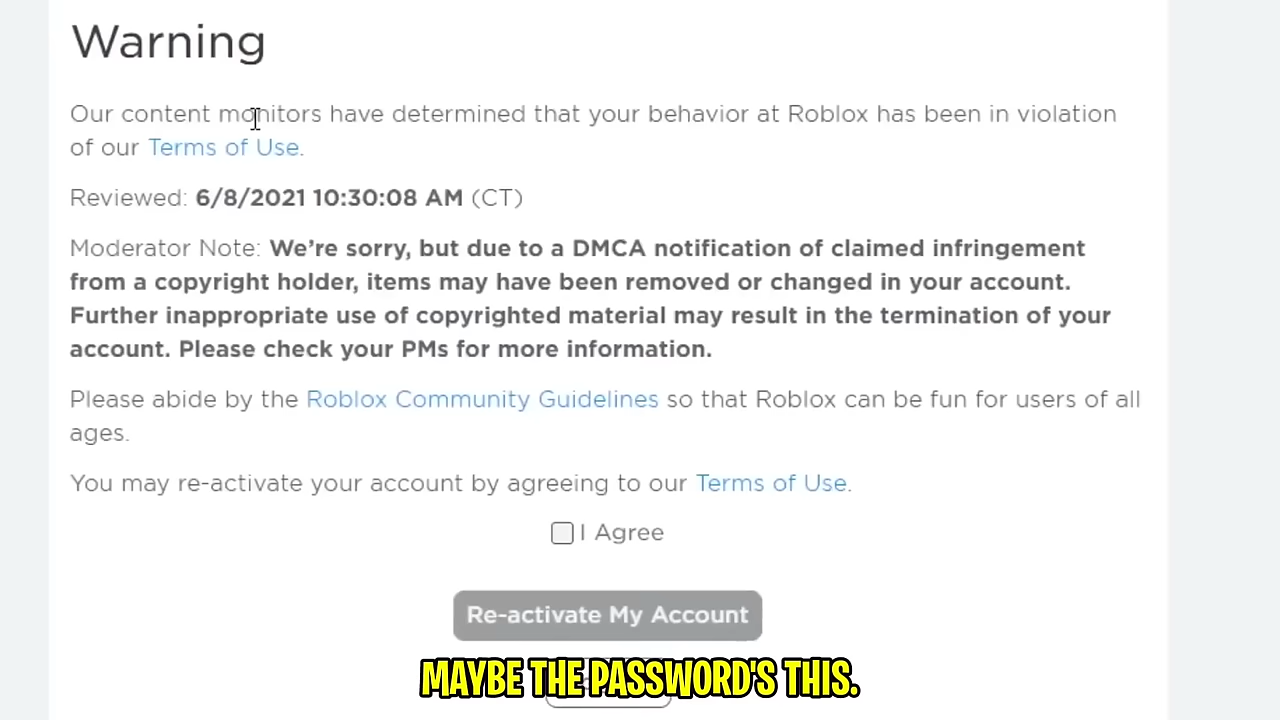 Warning
Our content monitors have determined that your behavior at Roblox has been in violation
of our Terms of Use.
Reviewed: 6/8/2021 10:30:08 AM (CT)
Moderator Note: We’re sorry, but due to a DMCA notification of claimed infringement
from a copyright holder, items may have been removed or changed in your account.
Further inappropriate use of copyrighted material may result in the termination of your
account. Please check your PMs for more information.
Please abide by the Roblox Community Guidelines so that Roblox can be fun for users of all
ages.
You may re-activate your account by agreeing to our Terms of Use.
I Agree
Re-activate My Account
MAYBE THE PASSWORD'S THIS.